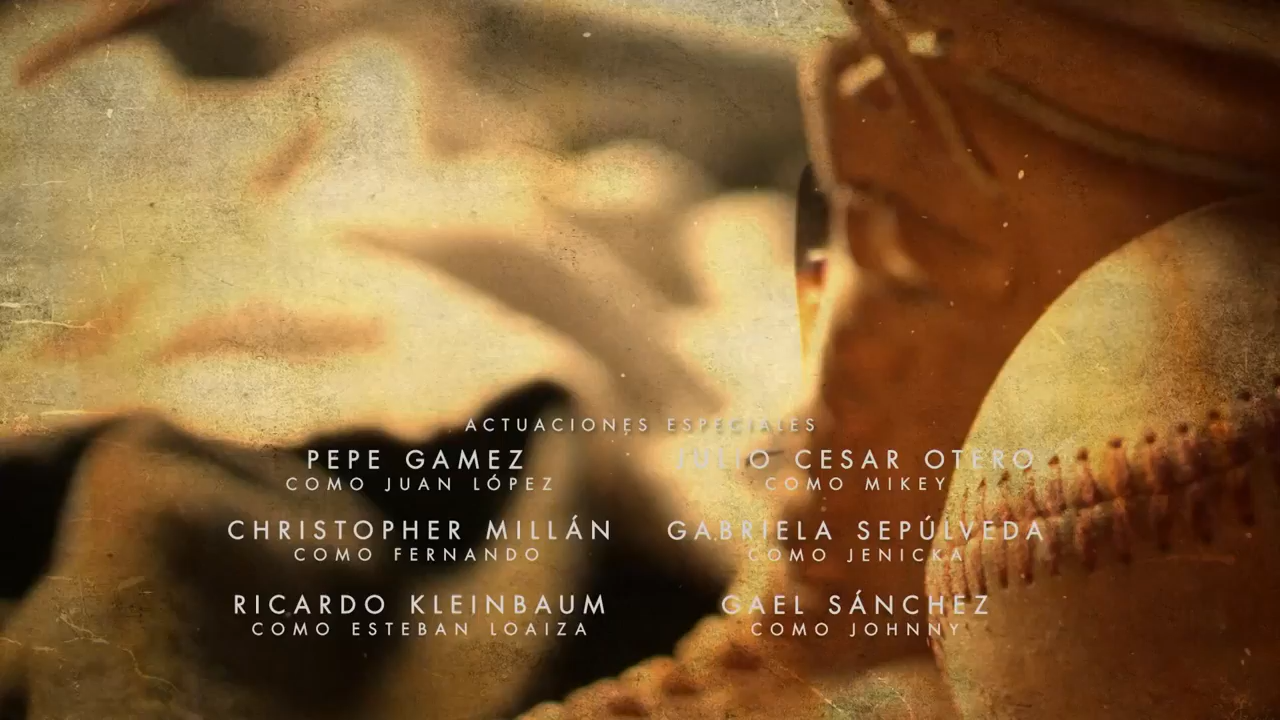 ACTUACIONES ESPECIALES
PEPE GAMEZ
COMO JUAN LÓPEZ
JULIO CESAR OTERO
COMO MIKEY
CHRISTOPHER MILLÁN
COMO FERNANDO
GABRIELA SEPÚLVEDA
COMO JENICKA
RICARDO KLEINBAUM
COMO ESTEBAN LOAIZA
GAEL SÁNCHEZ
COMO JOHNNY